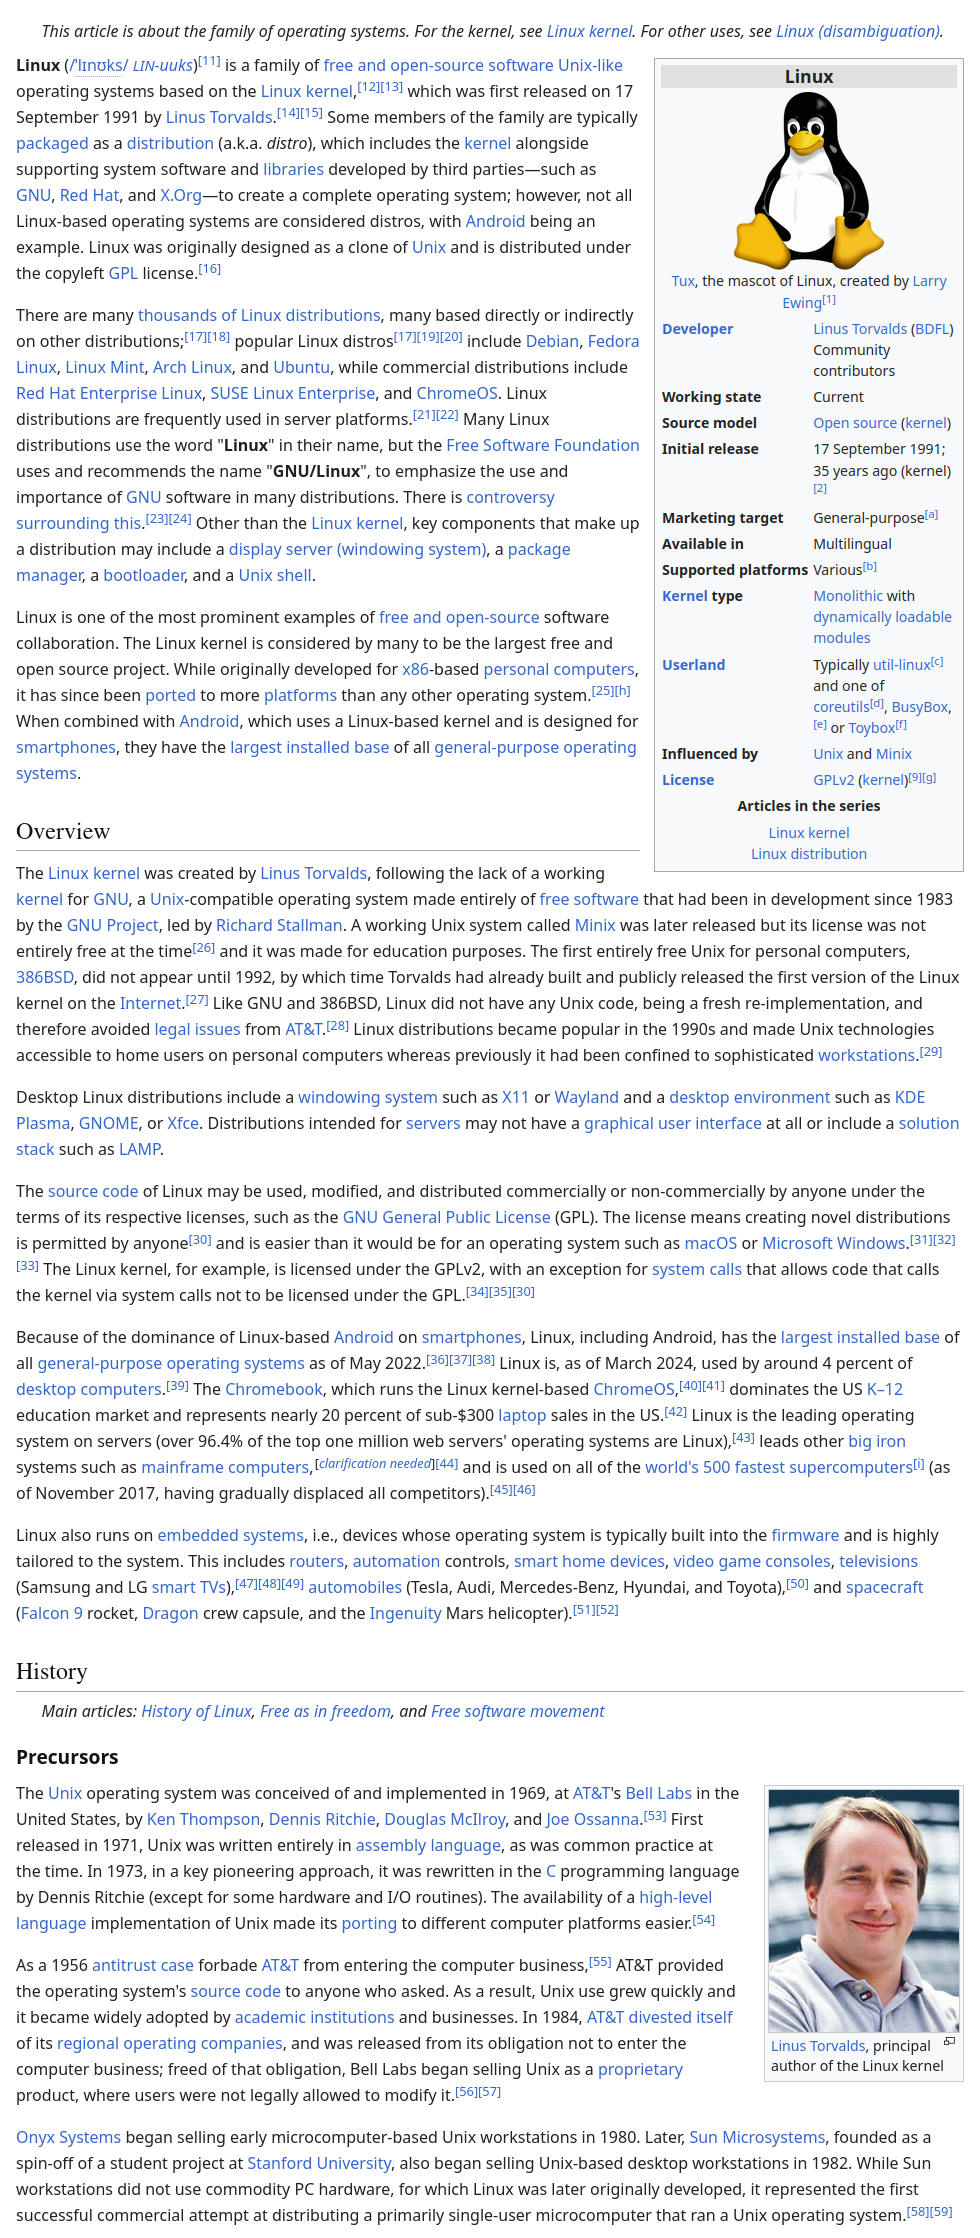 This article is about the family of operating systems. For the kernel, see Linux kernel. For other uses, see Linux (disambiguation).
Linux (/ˈlɪnʊks/ LIN-uuks)[11] is a family of free and open-source software Unix-like
operating systems based on the Linux kernel,[12][13] which was first released on 17
September 1991 by Linus Torvalds.[14][15] Some members of the family are typically
packaged as a distribution (a.k.a. distro), which includes the kernel alongside
supporting system software and libraries developed by third parties—such as
GNU, Red Hat, and X.Org—to create a complete operating system; however, not all
Linux-based operating systems are considered distros, with Android being an
example. Linux was originally designed as a clone of Unix and is distributed under
the copyleft GPL license.[16]
There are many thousands of Linux distributions, many based directly or indirectly
on other distributions;[17][18] popular Linux distros[17][19][20] include Debian, Fedora
Linux, Linux Mint, Arch Linux, and Ubuntu, while commercial distributions include
Red Hat Enterprise Linux, SUSE Linux Enterprise, and ChromeOS. Linux
distributions are frequently used in server platforms.[21][22] Many Linux
distributions use the word "Linux" in their name, but the Free Software Foundation
uses and recommends the name "GNU/Linux", to emphasize the use and
importance of GNU software in many distributions. There is controversy
surrounding this.[23][24] Other than the Linux kernel, key components that make up
a distribution may include a display server (windowing system), a package
manager, a bootloader, and a Unix shell.
Linux is one of the most prominent examples of free and open-source software
collaboration. The Linux kernel is considered by many to be the largest free and
open source project. While originally developed for x86-based personal computers,
it has since been ported to more platforms than any other operating system.[25][h]
When combined with Android, which uses a Linux-based kernel and is designed for
smartphones, they have the largest installed base of all general-purpose operating
systems.
Linux
Tux, the mascot of Linux, created by Larry
Ewing[1]
Developer Linus Torvalds (BDFL)
Community
contributors
Working state Current
Source model Open source (kernel)
Initial release 17 September 1991;
35 years ago (kernel)
[2]
Marketing target General-purpose[a]
Available in Multilingual
Supported platforms Various[b]
Kernel type Monolithic with
dynamically loadable
modules
Userland Typically util-linux[c]
and one of
coreutils[d], BusyBox,
[e] or Toybox[f]
Influenced by Unix and Minix
License GPLv2 (kernel)[9][g]
Articles in the series
Linux kernel
Linux distribution
Overview
The Linux kernel was created by Linus Torvalds, following the lack of a working
kernel for GNU, a Unix-compatible operating system made entirely of free software that had been in development since 1983
by the GNU Project, led by Richard Stallman. A working Unix system called Minix was later released but its license was not
entirely free at the time[26] and it was made for education purposes. The first entirely free Unix for personal computers,
386BSD, did not appear until 1992, by which time Torvalds had already built and publicly released the first version of the Linux
kernel on the Internet.[27] Like GNU and 386BSD, Linux did not have any Unix code, being a fresh re-implementation, and
therefore avoided legal issues from AT&T.[28] Linux distributions became popular in the 1990s and made Unix technologies
accessible to home users on personal computers whereas previously it had been confined to sophisticated workstations.[29]
Desktop Linux distributions include a windowing system such as X11 or Wayland and a desktop environment such as KDE
Plasma, GNOME, or Xfce. Distributions intended for servers may not have a graphical user interface at all or include a solution
stack such as LAMP.
The source code of Linux may be used, modified, and distributed commercially or non-commercially by anyone under the
terms of its respective licenses, such as the GNU General Public License (GPL). The license means creating novel distributions
is permitted by anyone[30] and is easier than it would be for an operating system such as macOS or Microsoft Windows.[31][32]
[33] The Linux kernel, for example, is licensed under the GPLv2, with an exception for system calls that allows code that calls
the kernel via system calls not to be licensed under the GPL.[34][35][30]
Because of the dominance of Linux-based Android on smartphones, Linux, including Android, has the largest installed base of
all general-purpose operating systems as of May 2022.[36][37][38] Linux is, as of March 2024, used by around 4 percent of
desktop computers.[39] The Chromebook, which runs the Linux kernel-based ChromeOS,[40][41] dominates the US K–12
education market and represents nearly 20 percent of sub-$300 laptop sales in the US.[42] Linux is the leading operating
system on servers (over 96.4% of the top one million web servers' operating systems are Linux),[43] leads other big iron
systems such as mainframe computers,[clarification needed][44] and is used on all of the world's 500 fastest supercomputers[i] (as
of November 2017, having gradually displaced all competitors).[45][46]
Linux also runs on embedded systems, i.e., devices whose operating system is typically built into the firmware and is highly
tailored to the system. This includes routers, automation controls, smart home devices, video game consoles, televisions
(Samsung and LG smart TVs),[47][48][49] automobiles (Tesla, Audi, Mercedes-Benz, Hyundai, and Toyota),[50] and spacecraft
(Falcon 9 rocket, Dragon crew capsule, and the Ingenuity Mars helicopter).[51][52]
History
Main articles: History of Linux, Free as in freedom, and Free software movement
Precursors
The Unix operating system was conceived of and implemented in 1969, at AT&T's Bell Labs in the
United States, by Ken Thompson, Dennis Ritchie, Douglas McIlroy, and Joe Ossanna.[53] First
released in 1971, Unix was written entirely in assembly language, as was common practice at
the time. In 1973, in a key pioneering approach, it was rewritten in the C programming language
by Dennis Ritchie (except for some hardware and I/O routines). The availability of a high-level
language implementation of Unix made its porting to different computer platforms easier.[54]
As a 1956 antitrust case forbade AT&T from entering the computer business,[55] AT&T provided
the operating system's source code to anyone who asked. As a result, Unix use grew quickly and
it became widely adopted by academic institutions and businesses. In 1984, AT&T divested itself
of its regional operating companies, and was released from its obligation not to enter the
computer business; freed of that obligation, Bell Labs began selling Unix as a proprietary
product, where users were not legally allowed to modify it.[56][57]
Linus Torvalds, principal
author of the Linux kernel
Onyx Systems began selling early microcomputer-based Unix workstations in 1980. Later, Sun Microsystems, founded as a
spin-off of a student project at Stanford University, also began selling Unix-based desktop workstations in 1982. While Sun
workstations did not use commodity PC hardware, for which Linux was later originally developed, it represented the first
successful commercial attempt at distributing a primarily single-user microcomputer that ran a Unix operating system.[58][59]